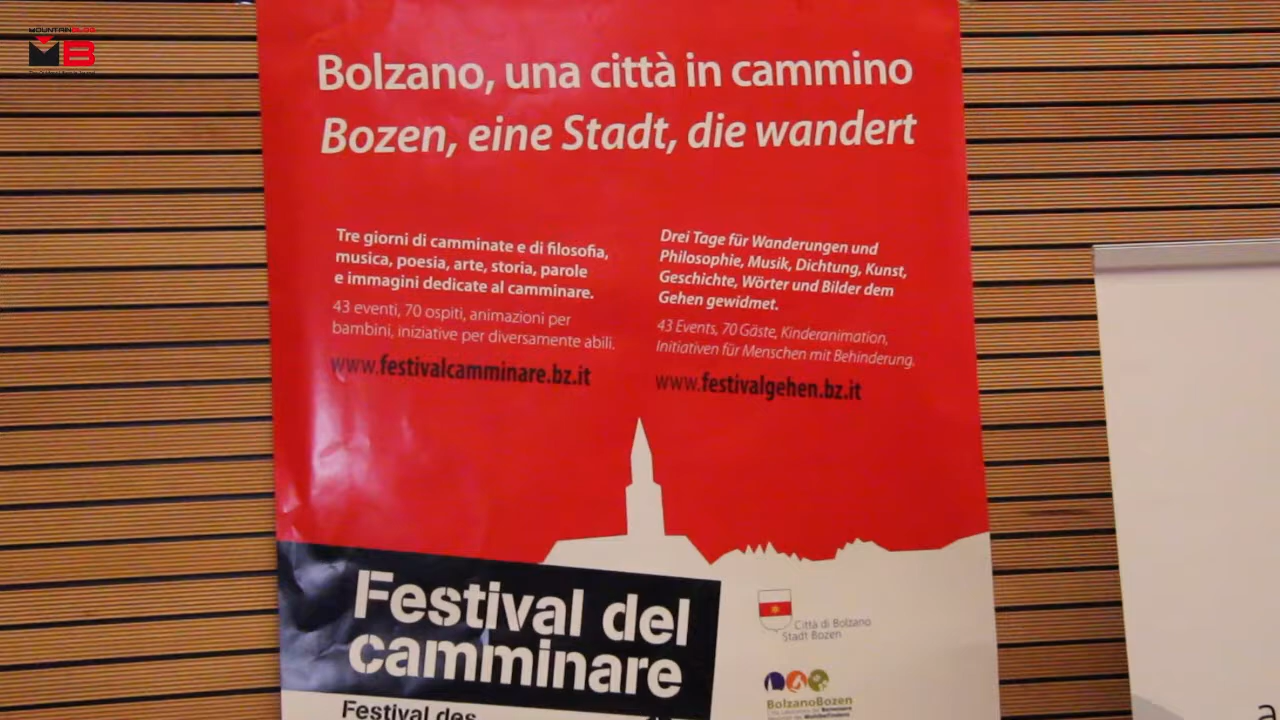 MOUNTAINBLOG
MB
Bolzano, una città in cammino
Bozen, eine Stadt, die wandert
Tre giorni di camminate e di filosofia,
musica, poesia, arte, storia, parole
e immagini dedicate al camminare.
43 eventi, 70 ospiti, animazioni per
bambini, iniziative per diversamente abili.
www.festivalcamminare.bz.it
Drei Tage für Wanderungen und
Philosophie, Musik, Dichtung, Kunst,
Geschichte, Wörter und Bilder dem
Gehen gewidmet.
43 Events, 70 Gäste, Kinderanimation,
Initiativen für Menschen mit Behinderung.
www.festivalgehen.bz.it
Festival del
camminare
Festival des
Città di Bolzano
Stadt Bozen
BolzanoBozen
a